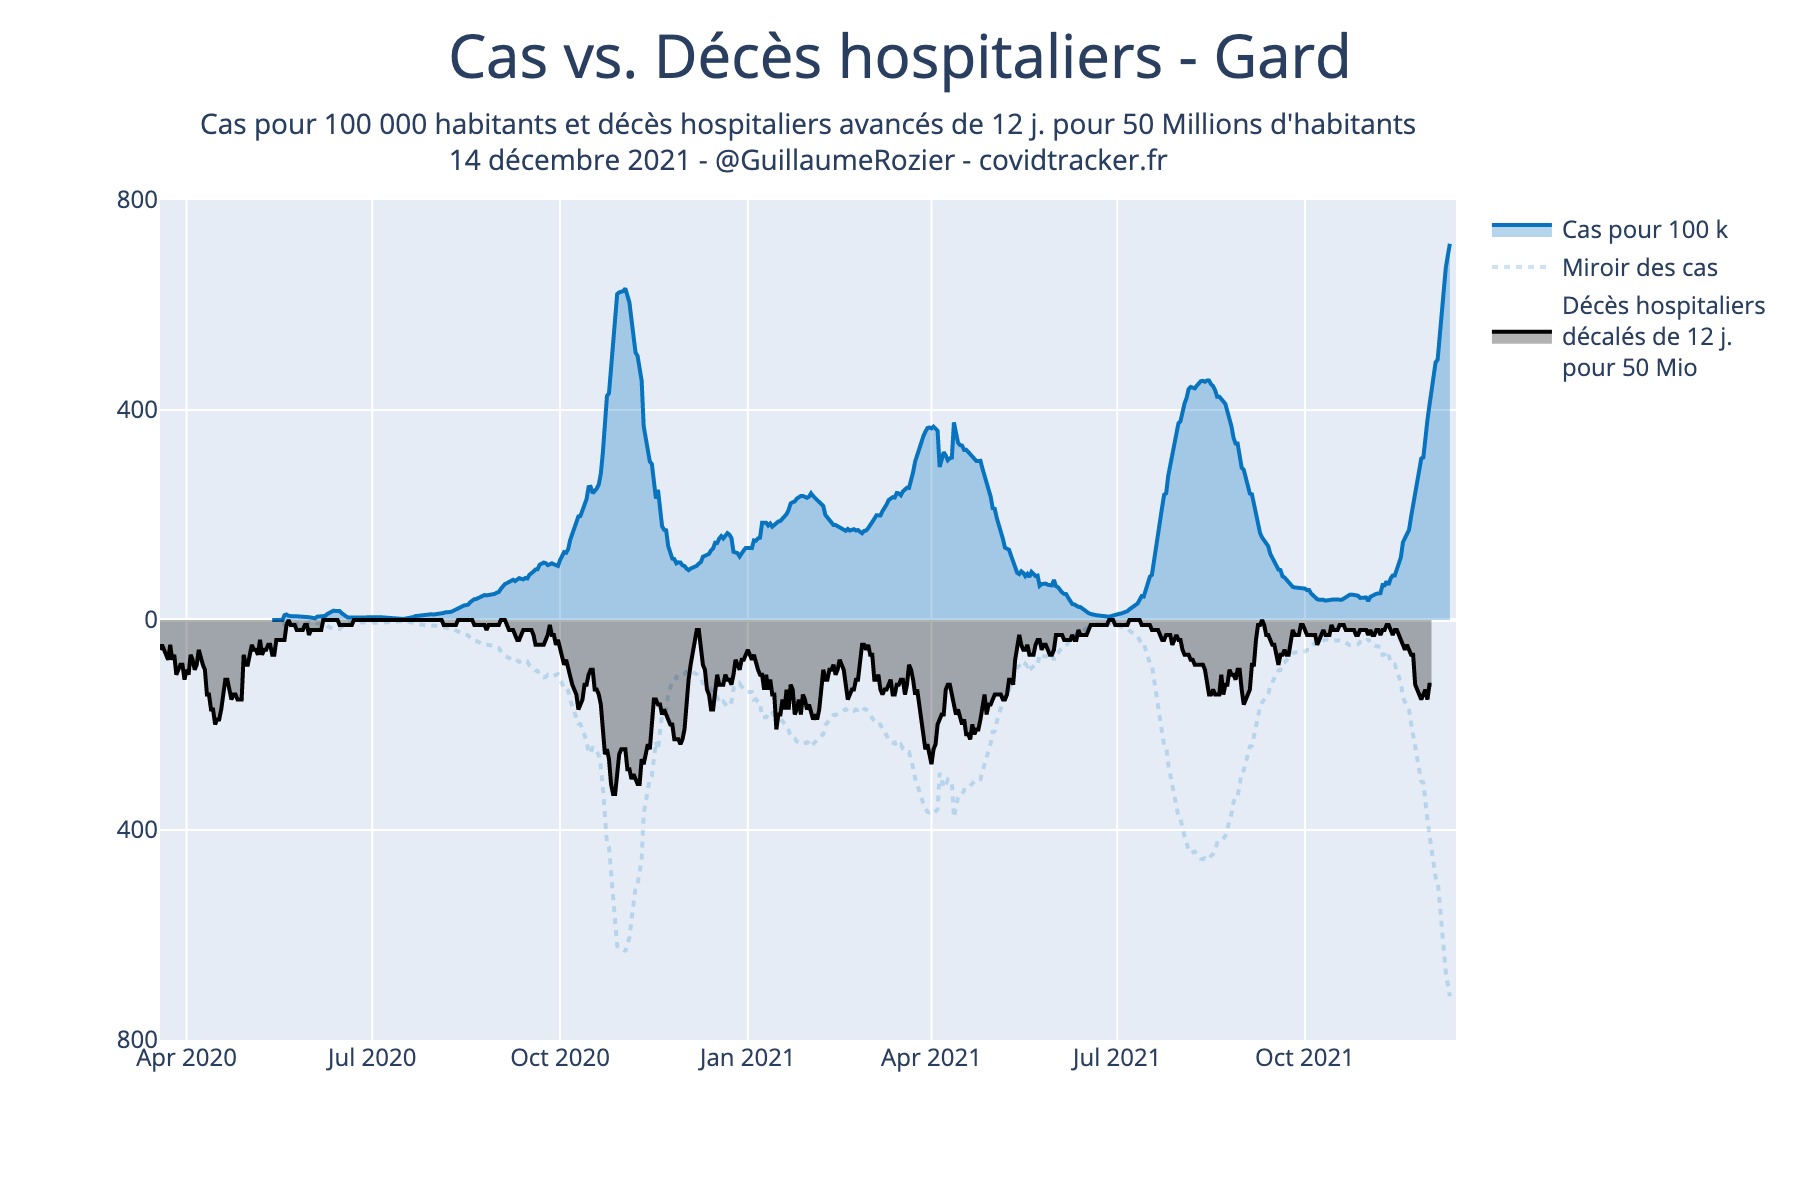 Cas vs. Décès hospitaliers - Gard
Cas pour 100 000 habitants et décès hospitaliers avancés de 12 j. pour 50 Millions d'habitants
14 décembre 2021 - @GuillaumeRozier - covidtracker.fr
800
400
0
400
800
Apr 2020
Jul 2020
Oct 2020
Jan 2021
Apr 2021
Jul 2021
Oct 2021
Cas pour 100 k
Miroir des cas
Décès hospitaliers
décalés de 12 j.
pour 50 Mio